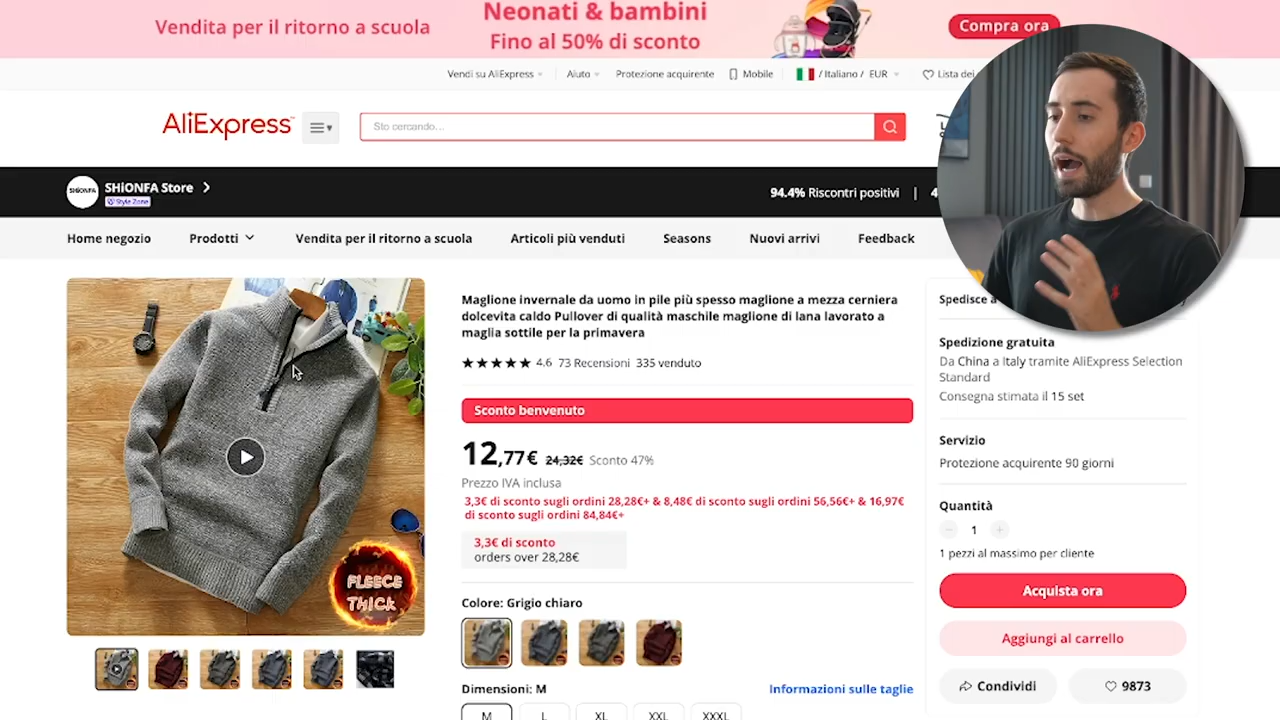 Vendita per il ritorno a scuola
Neonati & bambini
Fino al 50% di sconto
Compra ora
Vendi su AliExpress
Aiuto
Protezione acquirente
Mobile
/ Italiano / EUR
Lista dei
AliExpress
Sto cercando...
SHiONFA
SHiONFA Store
Style Zone
94.4% Riscontri positivi | 4
Home negozio
Prodotti
Vendita per il ritorno a scuola
Articoli più venduti
Seasons
Nuovi arrivi
Feedback
FLEECE
THICK
Maglione invernale da uomo in pile più spesso maglione a mezza cerniera
dolcevita caldo Pullover di qualità maschile maglione di lana lavorato a
maglia sottile per la primavera
4.6 73 Recensioni 335 venduto
Sconto benvenuto
12,77€ 24,32€ Sconto 47%
Prezzo IVA inclusa
3,3€ di sconto sugli ordini 28,28€+ & 8,48€ di sconto sugli ordini 56,56€+ & 16,97€
di sconto sugli ordini 84,84€+
3,3€ di sconto
orders over 28,28€
Colore: Grigio chiaro
Dimensioni: M
Informazioni sulle taglie
M
L
XL
XXL
XXXL
Spedisce a
Spedizione gratuita
Da China a Italy tramite AliExpress Selection
Standard
Consegna stimata il 15 set
Servizio
Protezione acquirente 90 giorni
Quantità
- 1 +
1 pezzi al massimo per cliente
Acquista ora
Aggiungi al carrello
Condividi
9873